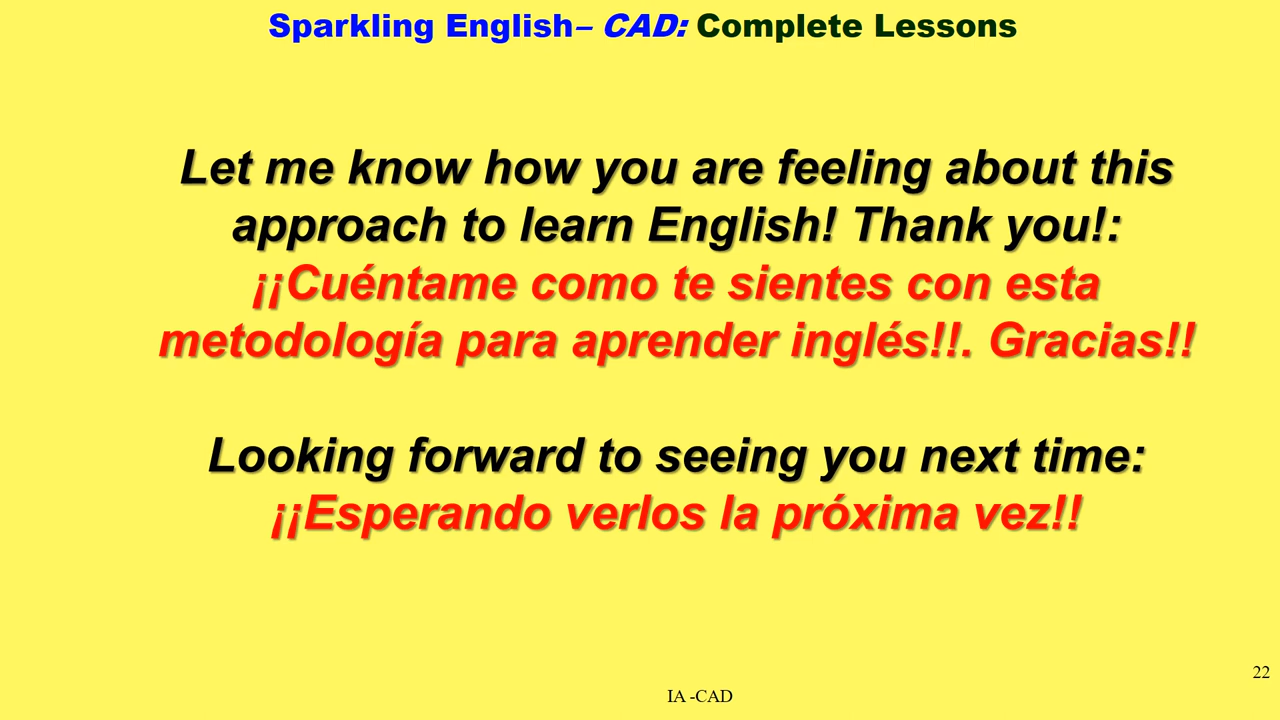 Sparkling English– CAD: Complete Lessons
Let me know how you are feeling about this
approach to learn English! Thank you!:
¡¡Cuéntame como te sientes con esta
metodología para aprender inglés!!. Gracias!!
Looking forward to seeing you next time:
¡¡Esperando verlos la próxima vez!!
22
IA -CAD